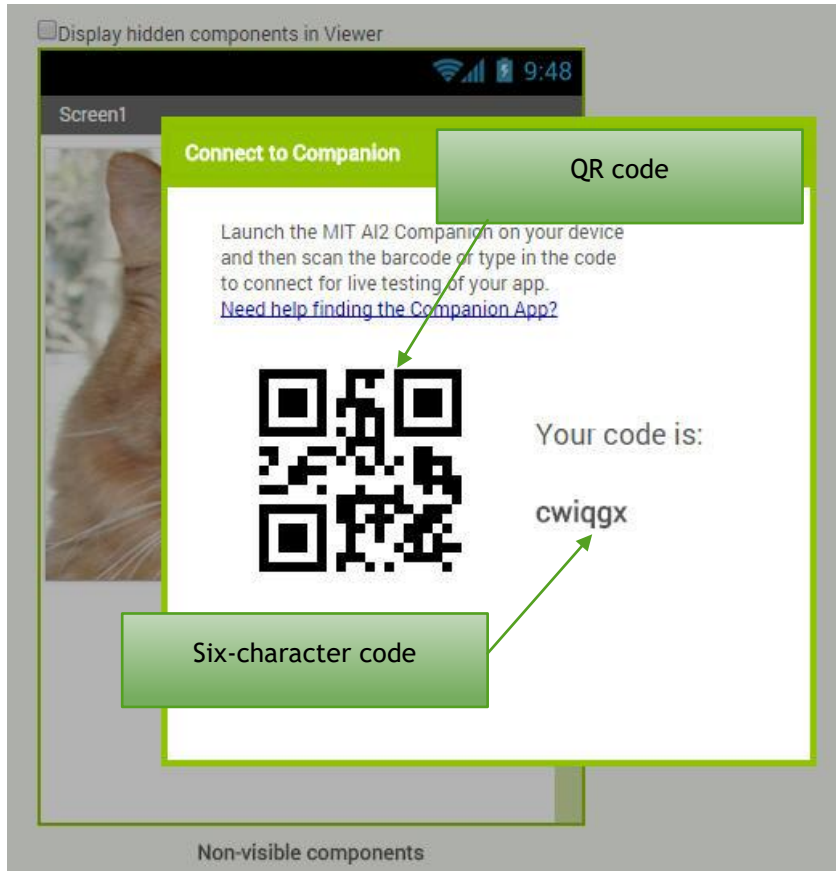 Display hidden components in Viewer
9:48
Screen1
Connect to Companion
QR code
Launch the MIT AI2 Companion on your device
and then scan the barcode or type in the code
to connect for live testing of your app.
Need help finding the Companion App?
Your code is:
cwiqgx
Six-character code
Non-visible components